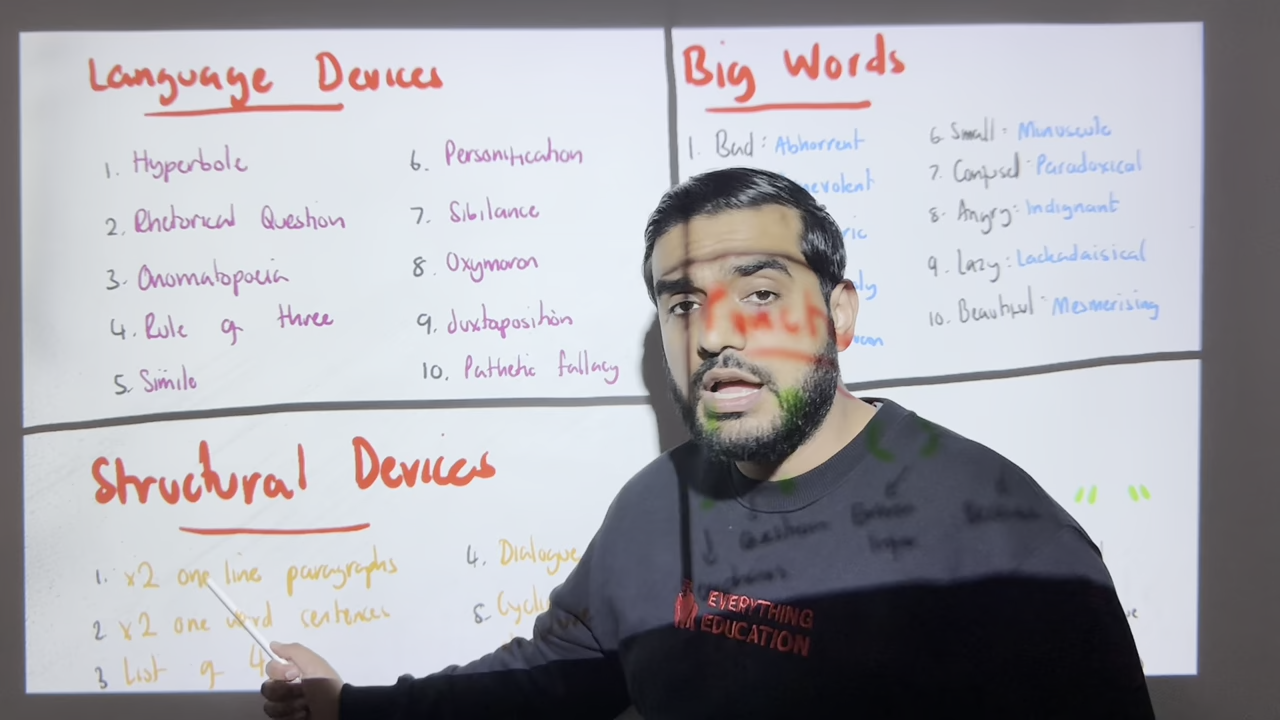 Language Devices
1. Hyperbole
2. Rhetorical Question
3. Onomatopoeia
4. Rule of three
5. Simile
6. Personification
7. Sibilance
8. Oxymoron
9. Juxtaposition
10. Pathetic fallacy
Big Words
1. Bad: Abhorrent
6. Small: Minuscule
7. Confused: Paradoxical
8. Angry: Indignant
9. Lazy: Lackadaisical
10. Beautiful: Mesmerising
Structural Devices
1. x2 one line paragraphs
2 x2 one word sentences
3 List of 4
4. Dialogue
( )
" "
EVERYTHING
EDUCATION